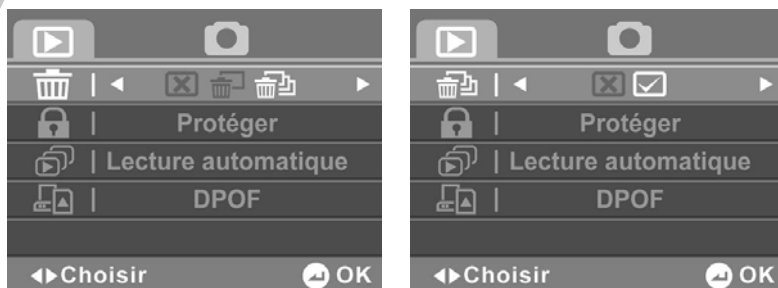 Protéger
Lecture automatique
DPOF
Choisir OK
Protéger
Lecture automatique
DPOF
Choisir OK